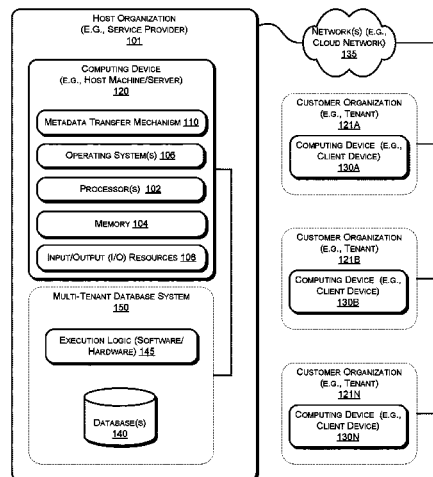 HOST ORGANIZATION
(E.G., SERVICE PROVIDER)
101
COMPUTING DEVICE
(E.G., HOST MACHINE/SERVER)
120
METADATA TRANSFER MECHANISM 110
OPERATING SYSTEM(S) 106
PROCESSOR(S) 102
MEMORY 104
INPUT/OUTPUT (I/O) RESOURCES 108
MULTI-TENANT DATABASE SYSTEM
150
EXECUTION LOGIC (SOFTWARE/
HARDWARE) 145
DATABASE(S)
140
NETWORK(S) (E.G.,
CLOUD NETWORK)
135
CUSTOMER ORGANIZATION
(E.G., TENANT)
121A
COMPUTING DEVICE (E.G.,
CLIENT DEVICE)
130A
CUSTOMER ORGANIZATION
(E.G., TENANT)
121B
COMPUTING DEVICE (E.G.,
CLIENT DEVICE)
130B
CUSTOMER ORGANIZATION
(E.G., TENANT)
121N
COMPUTING DEVICE (E.G.,
CLIENT DEVICE)
130N